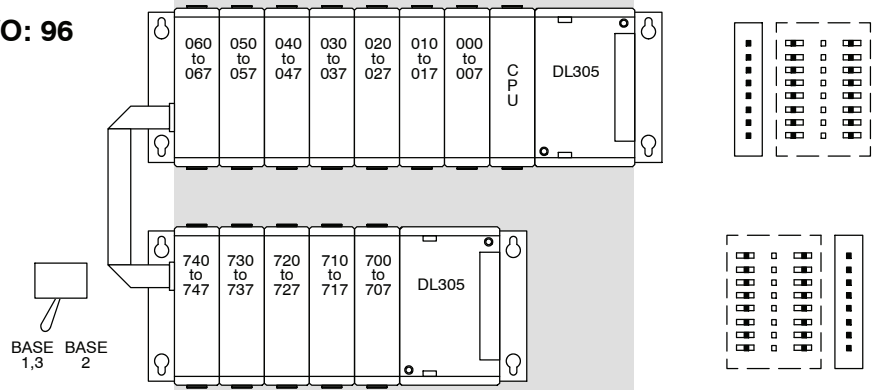 O: 96
060 to 067
050 to 057
040 to 047
030 to 037
020 to 027
010 to 017
000 to 007
CPU
DL305
740 to 747
730 to 737
720 to 727
710 to 717
700 to 707
DL305
BASE 1,3
BASE 2